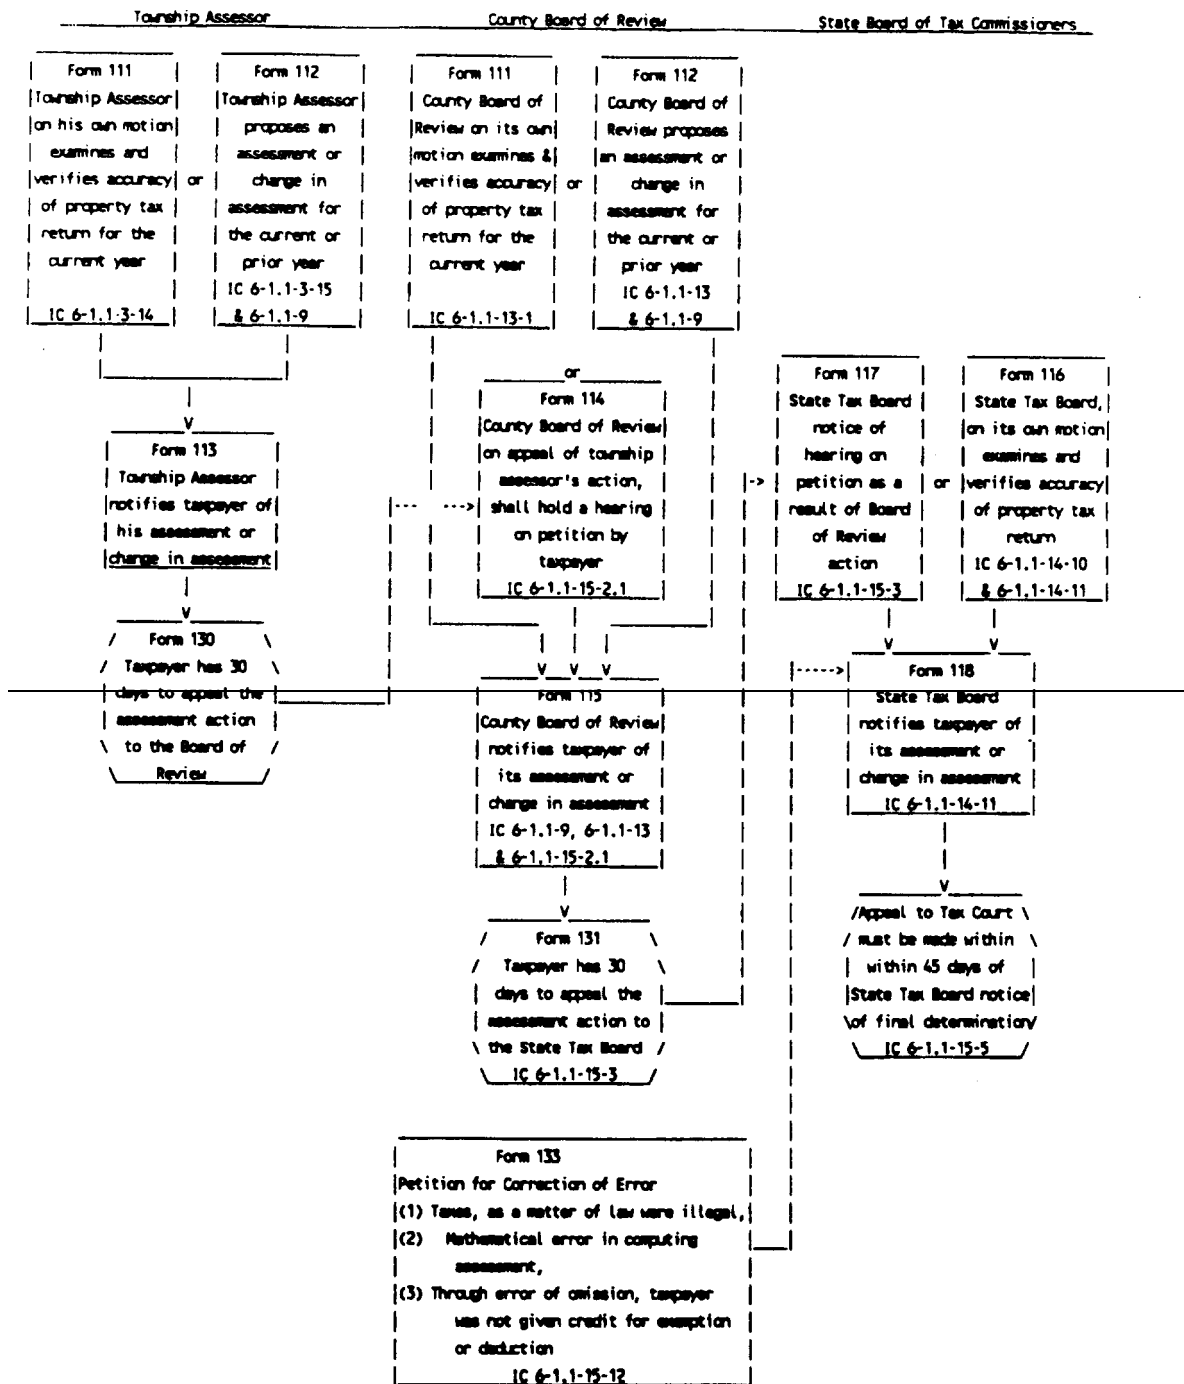 Township Assessor
County Board of Review
State Board of Tax Commissioners
Form 111
Township Assessor
on his own motion
examines and
verifies accuracy
of property tax
return for the
current year
IC 6-1.1-3-14
or
Form 112
Township Assessor
proposes an
assessment or
change in
assessment for
the current or
prior year
IC 6-1.1-3-15
& 6-1.1-9
Form 111
County Board of
Review on its own
motion examines &
verifies accuracy
of property tax
return for the
current year
IC 6-1.1-13-1
or
Form 112
County Board of
Review proposes
an assessment or
change in
assessment for
the current or
prior year
IC 6-1.1-13
& 6-1.1-9
Form 113
Township Assessor
notifies taxpayer of
his assessment or
change in assessment
or
Form 114
County Board of Review
on appeal of township
assessor's action,
shall hold a hearing
on petition by
taxpayer
IC 6-1.1-15-2.1
Form 117
State Tax Board
notice of
hearing on
petition as a
result of Board
of Review
action
IC 6-1.1-15-3
or
Form 116
State Tax Board,
on its own motion
examines and
verifies accuracy
of property tax
return
IC 6-1.1-14-10
& 6-1.1-14-11
Form 130
Taxpayer has 30
days to appeal the
assessment action
to the Board of
Review
Form 115
County Board of Review
notifies taxpayer of
its assessment or
change in assessment
IC 6-1.1-9, 6-1.1-13
& 6-1.1-15-2.1
Form 118
State Tax Board
notifies taxpayer of
its assessment or
change in assessment
IC 6-1.1-14-11
Form 131
Taxpayer has 30
days to appeal the
assessment action to
the State Tax Board
IC 6-1.1-15-3
Appeal to Tax Court
must be made within
within 45 days of
State Tax Board notice
of final determination
IC 6-1.1-15-5
Form 133
Petition for Correction of Error
(1) Taxes, as a matter of law were illegal,
(2) Mathematical error in computing
assessment,
(3) Through error of omission, taxpayer
was not given credit for exemption
or deduction
IC 6-1.1-15-12